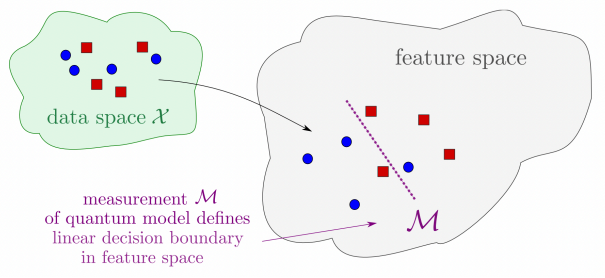 data space 𝒳
feature space
ℳ
measurement ℳ
of quantum model defines
linear decision boundary
in feature space